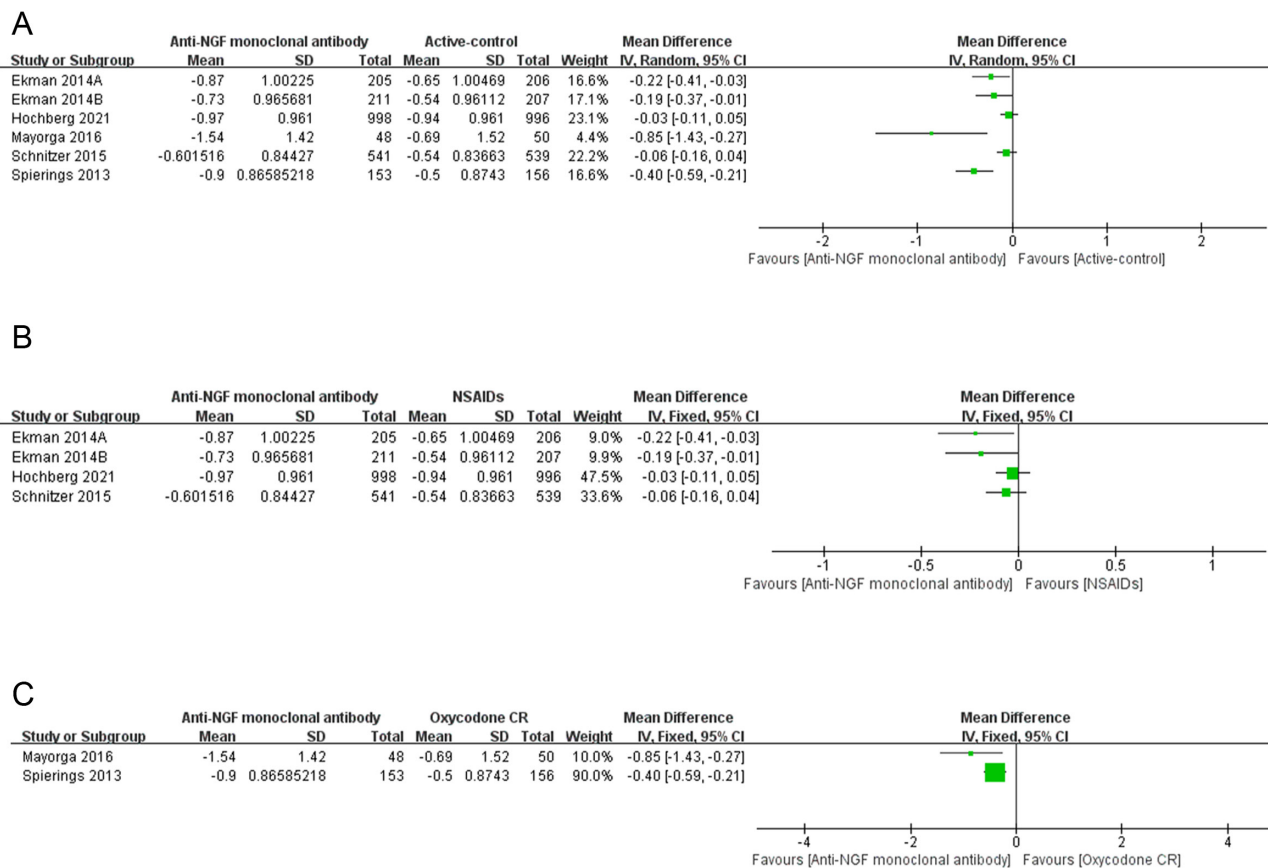 A
Anti-NGF monoclonal antibody Active-control Mean Difference Mean Difference
Study or Subgroup Mean SD Total Mean SD Total Weight IV, Random, 95% CI IV, Random, 95% CI
Ekman 2014A -0.87 1.00225 205 -0.65 1.00469 206 16.6% -0.22 [-0.41, -0.03]
Ekman 2014B -0.73 0.965681 211 -0.54 0.96112 207 17.1% -0.19 [-0.37, -0.01]
Hochberg 2021 -0.97 0.961 998 -0.94 0.961 996 23.1% -0.03 [-0.11, 0.05]
Mayorga 2016 -1.54 1.42 48 -0.69 1.52 50 4.4% -0.85 [-1.43, -0.27]
Schnitzer 2015 -0.601516 0.84427 541 -0.54 0.83663 539 22.2% -0.06 [-0.16, 0.04]
Spierings 2013 -0.9 0.86585218 153 -0.5 0.8743 156 16.6% -0.40 [-0.59, -0.21]
-2 -1 0 1 2
Favours [Anti-NGF monoclonal antibody] Favours [Active-control]
B
Anti-NGF monoclonal antibody NSAIDs Mean Difference Mean Difference
Study or Subgroup Mean SD Total Mean SD Total Weight IV, Fixed, 95% CI IV, Fixed, 95% CI
Ekman 2014A -0.87 1.00225 205 -0.65 1.00469 206 9.0% -0.22 [-0.41, -0.03]
Ekman 2014B -0.73 0.965681 211 -0.54 0.96112 207 9.9% -0.19 [-0.37, -0.01]
Hochberg 2021 -0.97 0.961 998 -0.94 0.961 996 47.5% -0.03 [-0.11, 0.05]
Schnitzer 2015 -0.601516 0.84427 541 -0.54 0.83663 539 33.6% -0.06 [-0.16, 0.04]
-1 -0.5 0 0.5 1
Favours [Anti-NGF monoclonal antibody] Favours [NSAIDs]
C
Anti-NGF monoclonal antibody Oxycodone CR Mean Difference Mean Difference
Study or Subgroup Mean SD Total Mean SD Total Weight IV, Fixed, 95% CI IV, Fixed, 95% CI
Mayorga 2016 -1.54 1.42 48 -0.69 1.52 50 10.0% -0.85 [-1.43, -0.27]
Spierings 2013 -0.9 0.86585218 153 -0.5 0.8743 156 90.0% -0.40 [-0.59, -0.21]
-4 -2 0 2 4
Favours [Anti-NGF monoclonal antibody] Favours [Oxycodone CR]